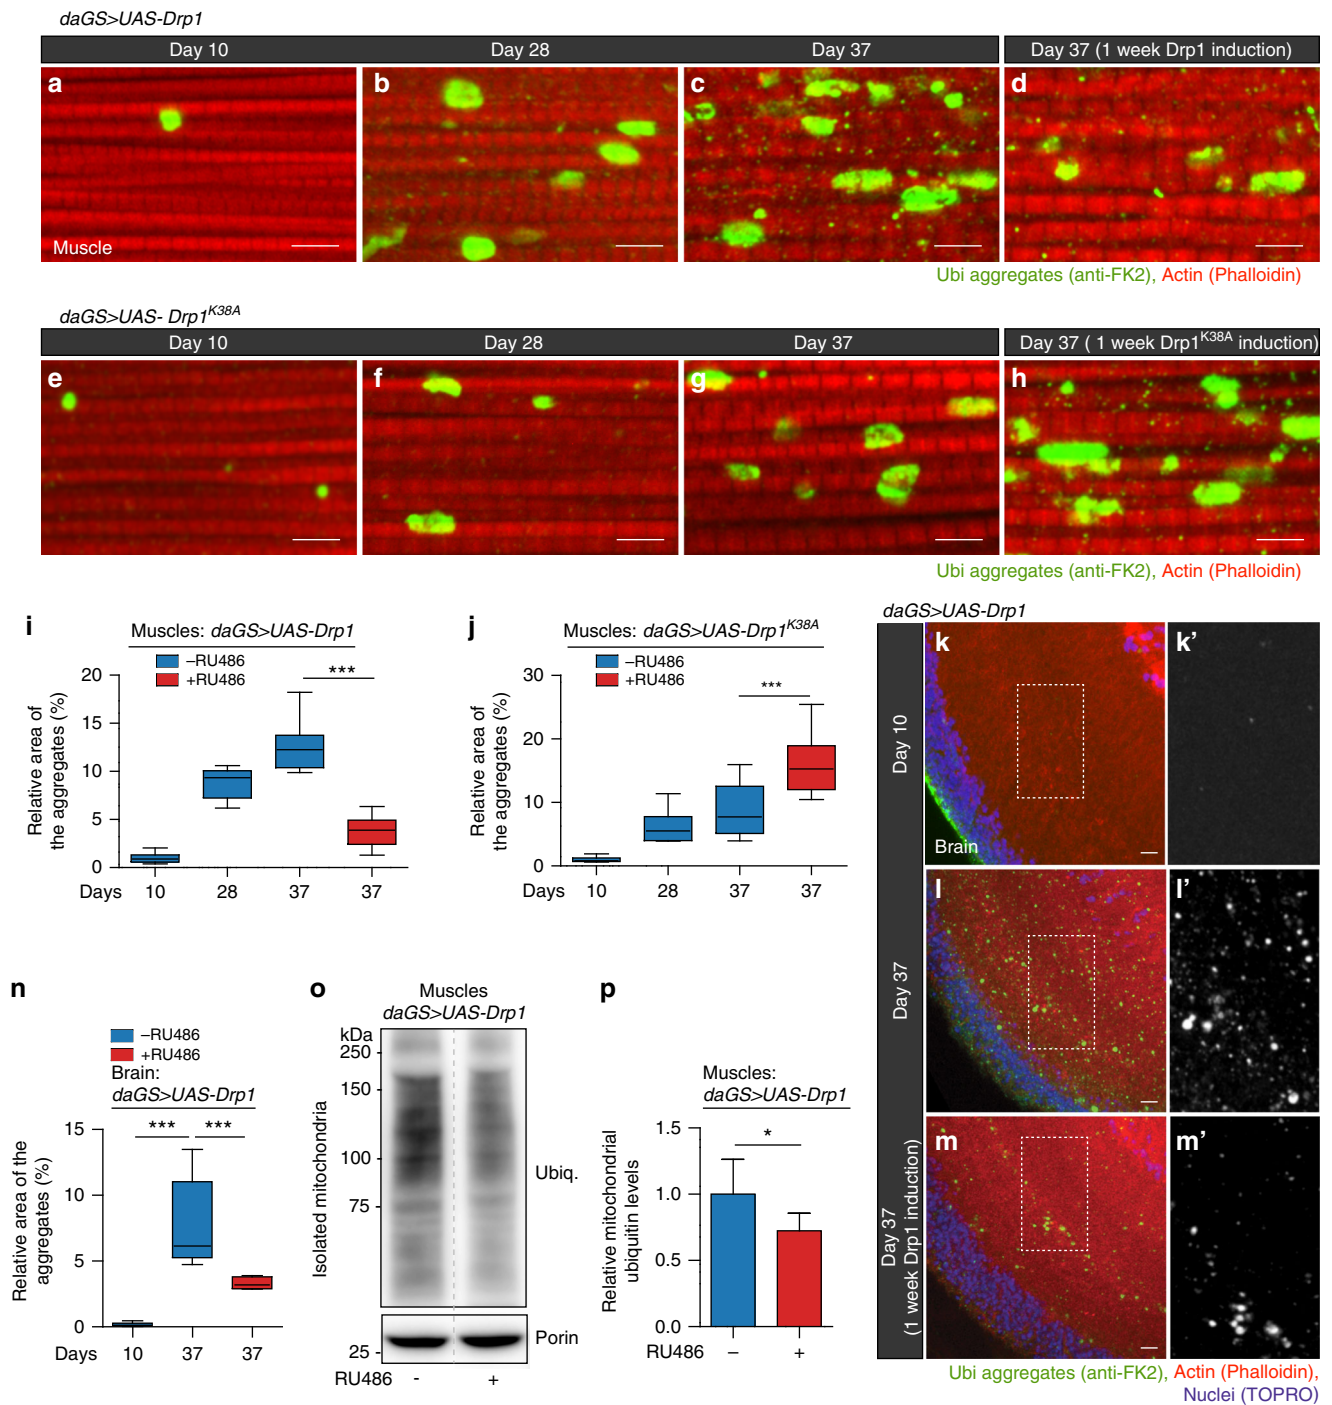 daGS>UAS-Drp1
Day 10
Day 28
Day 37
Day 37 (1 week Drp1 induction)
a
b
c
d
Muscle
Ubi aggregates (anti-FK2), Actin (Phalloidin)
daGS>UAS- Drp1K38A
Day 10
Day 28
Day 37
Day 37 ( 1 week Drp1K38A induction)
e
f
g
h
Ubi aggregates (anti-FK2), Actin (Phalloidin)
i
Muscles: daGS>UAS-Drp1
–RU486
+RU486
***
Relative area of
the aggregates (%)
20
15
10
5
0
Days
10
28
37
37
j
Muscles: daGS>UAS-Drp1K38A
–RU486
+RU486
***
Relative area of
the aggregates (%)
30
20
10
0
Days
10
28
37
37
daGS>UAS-Drp1
Day 10
k
k'
Brain
Day 37
l
l'
Day 37
(1 week Drp1 induction)
m
m'
Ubi aggregates (anti-FK2), Actin (Phalloidin),
Nuclei (TOPRO)
n
–RU486
+RU486
Brain:
daGS>UAS-Drp1
***
***
Relative area of the
aggregates (%)
15
10
5
0
Days
10
37
37
o
Muscles
daGS>UAS-Drp1
kDa
250
150
100
75
25
Isolated mitochondria
Ubiq.
Porin
RU486
-
+
p
Muscles:
daGS>UAS-Drp1
*
Relative mitochondrial
ubiquitin levels
1.5
1.0
0.5
0.0
RU486
–
+